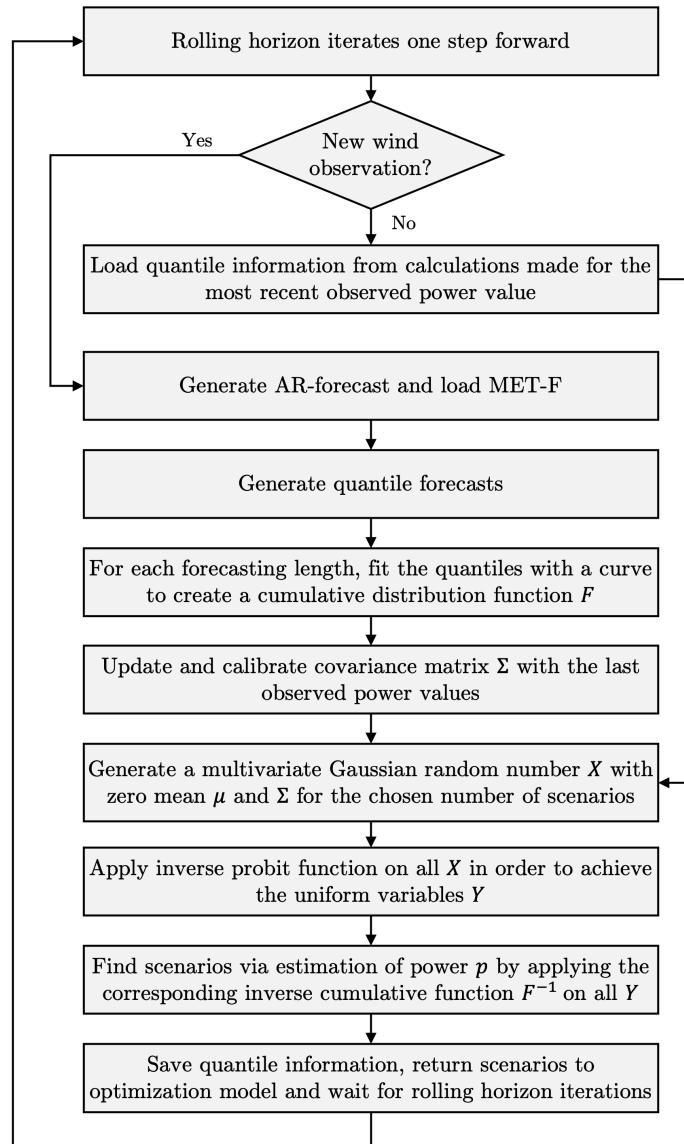 Rolling horizon iterates one step forward
Yes
New wind
observation?
No
Load quantile information from calculations made for the
most recent observed power value
Generate AR-forecast and load MET-F
Generate quantile forecasts
For each forecasting length, fit the quantiles with a curve
to create a cumulative distribution function F
Update and calibrate covariance matrix Σ with the last
observed power values
Generate a multivariate Gaussian random number X with
zero mean μ and Σ for the chosen number of scenarios
Apply inverse probit function on all X in order to achieve
the uniform variables Y
Find scenarios via estimation of power p by applying the
corresponding inverse cumulative function F⁻¹ on all Y
Save quantile information, return scenarios to
optimization model and wait for rolling horizon iterations